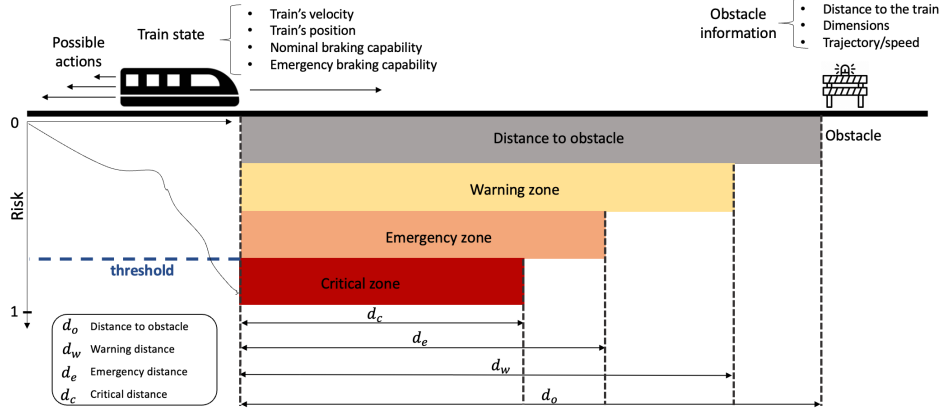 Possible
actions
Train state
• Train's velocity
• Train's position
• Nominal braking capability
• Emergency braking capability
Obstacle
information
• Distance to the train
• Dimensions
• Trajectory/speed
0
Risk
1
threshold
Distance to obstacle
Obstacle
Warning zone
Emergency zone
Critical zone
d_c
d_e
d_w
d_o
d_o Distance to obstacle
d_w Warning distance
d_e Emergency distance
d_c Critical distance